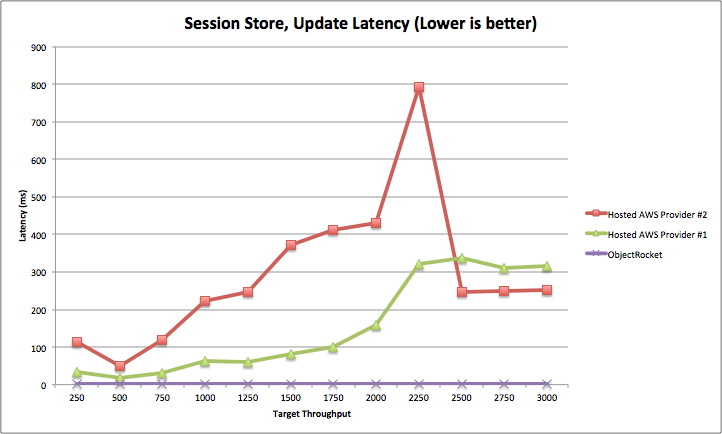 Session Store, Update Latency (Lower is better)
900
800
700
600
500
400
300
200
100
0
Latency (ms)
250 500 750 1000 1250 1500 1750 2000 2250 2500 2750 3000
Target Throughput
Hosted AWS Provider #2
Hosted AWS Provider #1
ObjectRocket